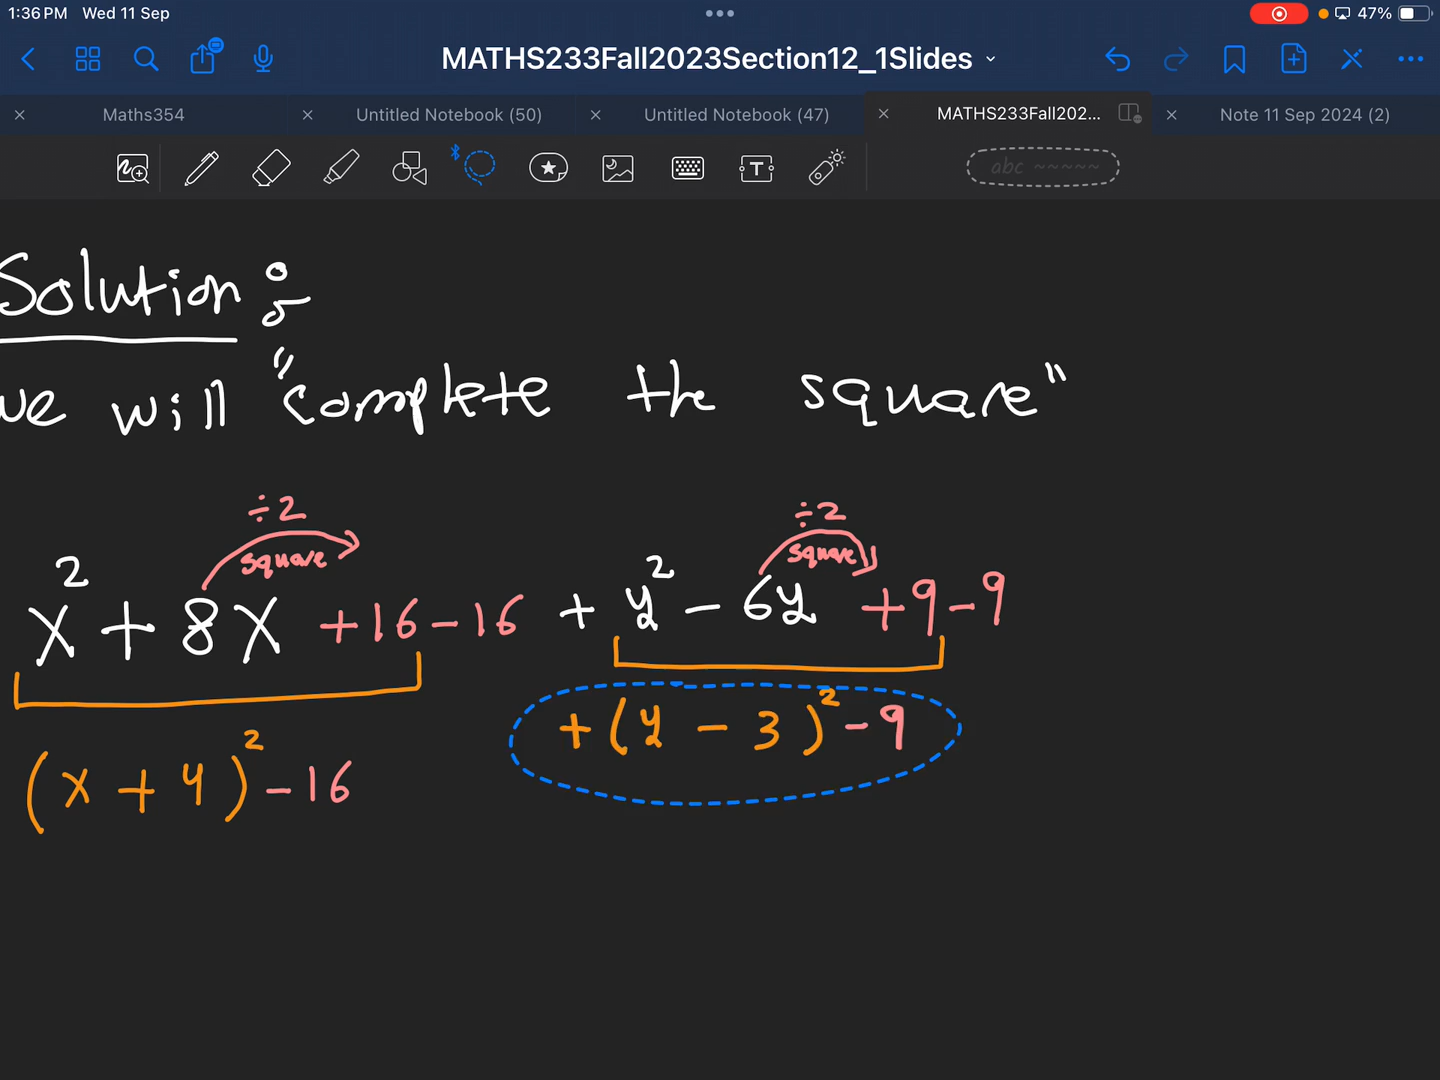 1:36 PM Wed 11 Sep
47%
MATHS233Fall2023Section12_1Slides
Maths354
Untitled Notebook (50)
Untitled Notebook (47)
MATHS233Fall202...
Note 11 Sep 2024 (2)
T
abc
Solution:
we will "complete the square"
÷2 ÷2
square square
x² + 8x +16-16 + y² - 6y +9-9
+(y - 3)² -9
(x + 4)² -16